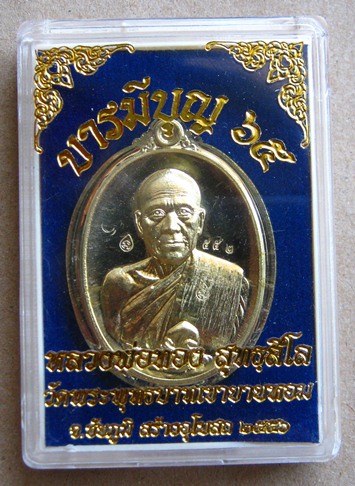 บารมีบุญ ๖๕
๕๕๒
หลวงพ่อทอง สุทธสีโล
วัดพระพุทธบาทเขายายหอม
จ.ชัยภูมิ สร้างอุโบสถ ๒๕๕๖